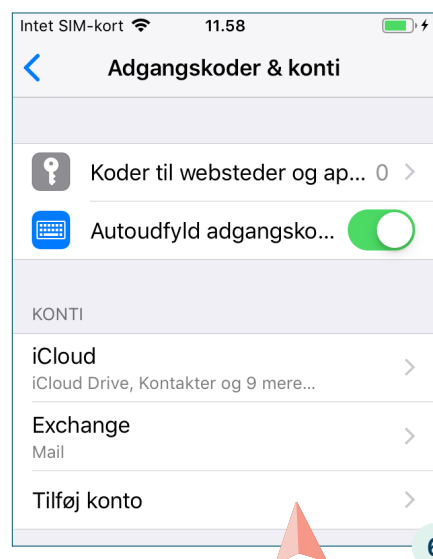 Intet SIM-kort 11.58
Adgangskoder & konti
Koder til websteder og ap... 0
Autoudfyld adgangsko...
KONTI
iCloud
iCloud Drive, Kontakter og 9 mere...
Exchange
Mail
Tilføj konto